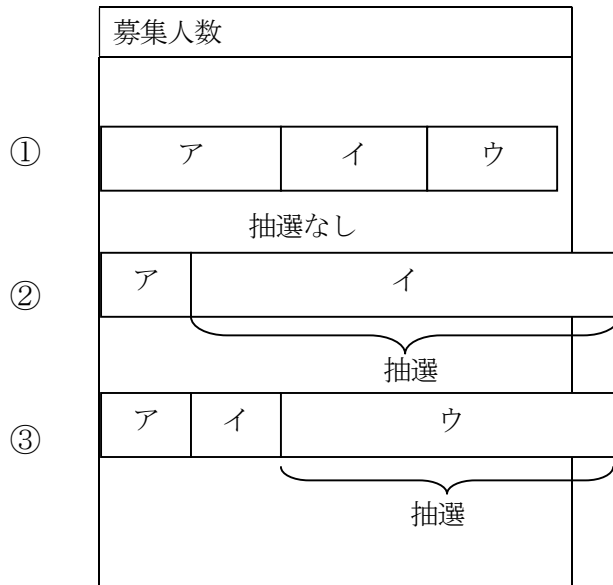 募集人数
① ア イ ウ
抽選なし
② ア イ
抽選
③ ア イ ウ
抽選